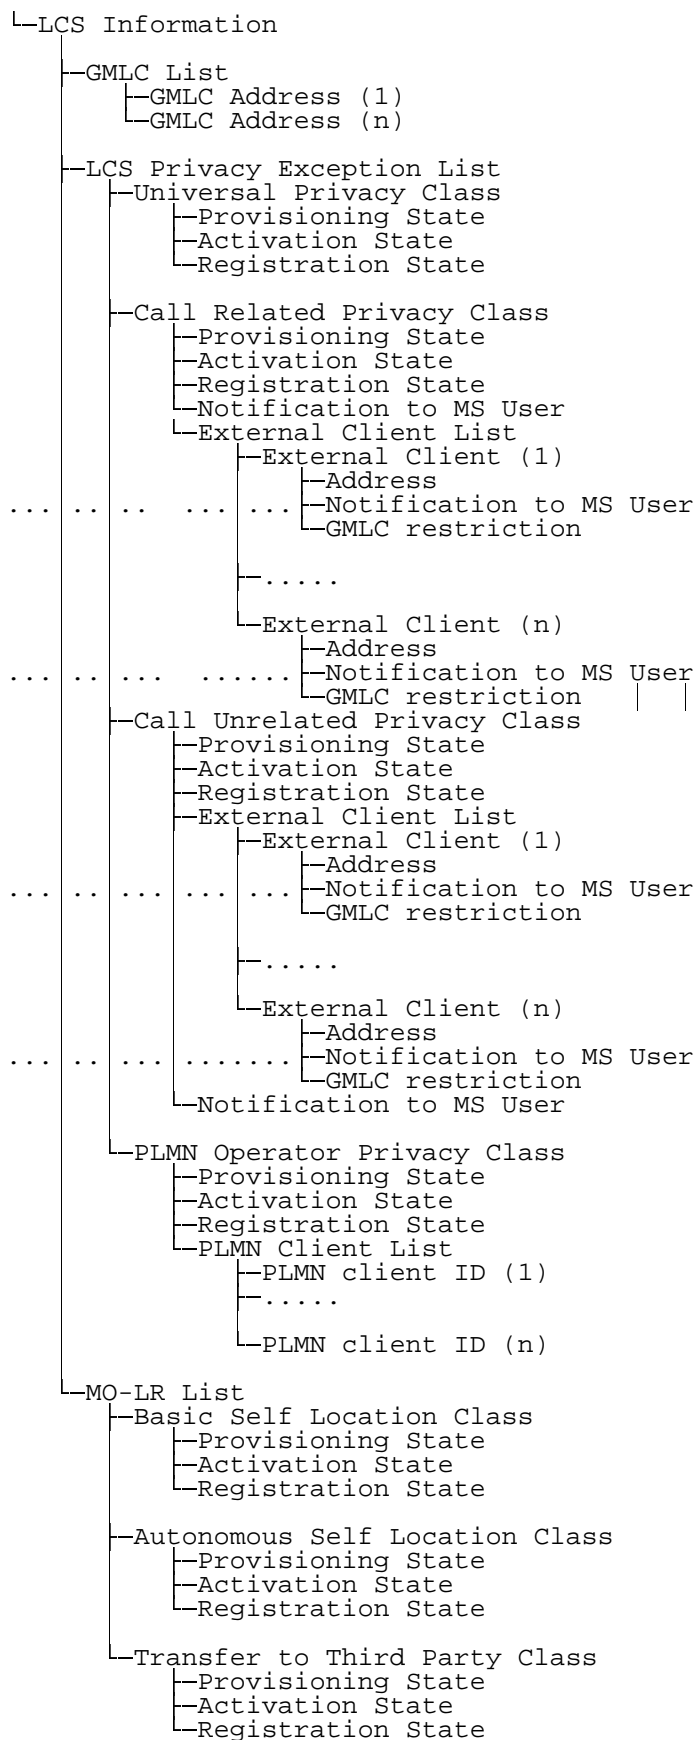 LCS Information
GMLC List
GMLC Address (1)
GMLC Address (n)
LCS Privacy Exception List
Universal Privacy Class
Provisioning State
Activation State
Registration State
Call Related Privacy Class
Provisioning State
Activation State
Registration State
Notification to MS User
External Client List
External Client (1)
Address
... .. .. ... ... Notification to MS User
GMLC restriction
.....
External Client (n)
Address
... .. ... ...... Notification to MS User
GMLC restriction
Call Unrelated Privacy Class
Provisioning State
Activation State
Registration State
External Client List
External Client (1)
Address
... .. ... ... ... Notification to MS User
GMLC restriction
.....
External Client (n)
Address
... .. ... ....... Notification to MS User
GMLC restriction
Notification to MS User
PLMN Operator Privacy Class
Provisioning State
Activation State
Registration State
PLMN Client List
PLMN client ID (1)
.....
PLMN client ID (n)
MO-LR List
Basic Self Location Class
Provisioning State
Activation State
Registration State
Autonomous Self Location Class
Provisioning State
Activation State
Registration State
Transfer to Third Party Class
Provisioning State
Activation State
Registration State